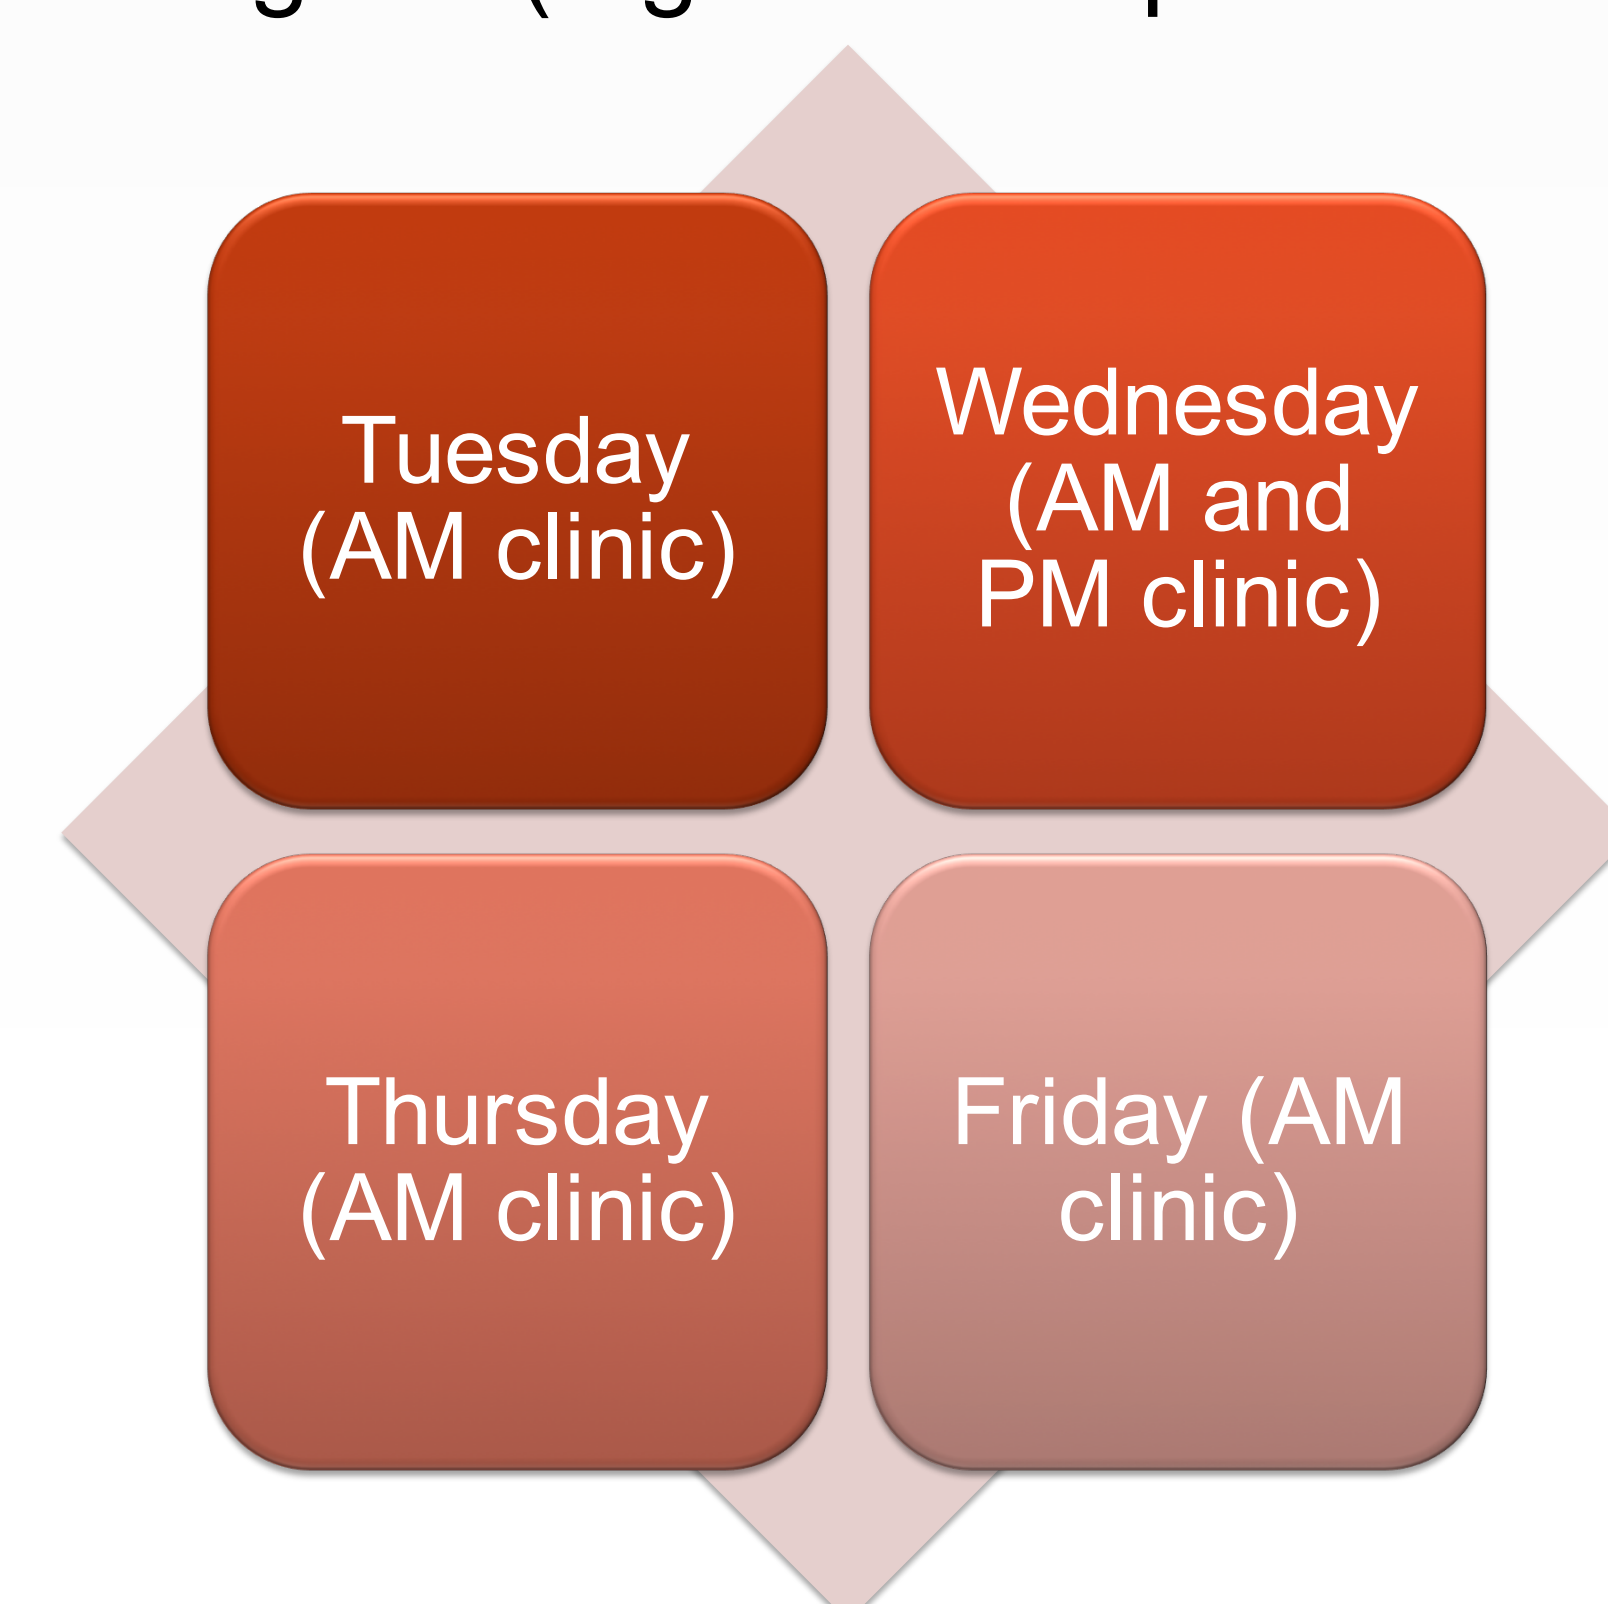 Tuesday
(AM clinic)
Wednesday
(AM and
PM clinic)
Thursday
(AM clinic)
Friday (AM
clinic)